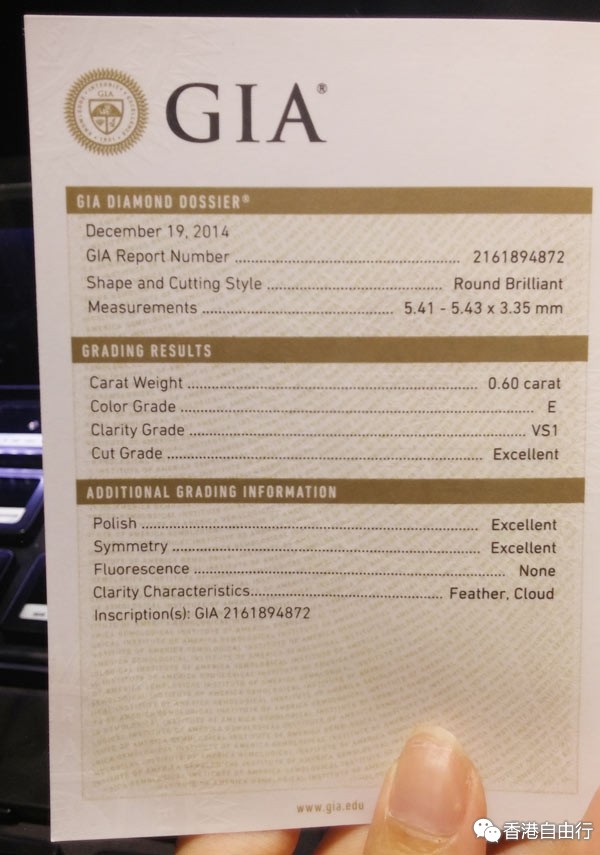 GIA®
GIA DIAMOND DOSSIER®
December 19, 2014
GIA Report Number 2161894872
Shape and Cutting Style Round Brilliant
Measurements 5.41 - 5.43 x 3.35 mm
GRADING RESULTS
Carat Weight 0.60 carat
Color Grade E
Clarity Grade VS1
Cut Grade Excellent
ADDITIONAL GRADING INFORMATION
Polish Excellent
Symmetry Excellent
Fluorescence None
Clarity Characteristics Feather, Cloud
Inscription(s): GIA 2161894872
www.gia.edu
香港自由行